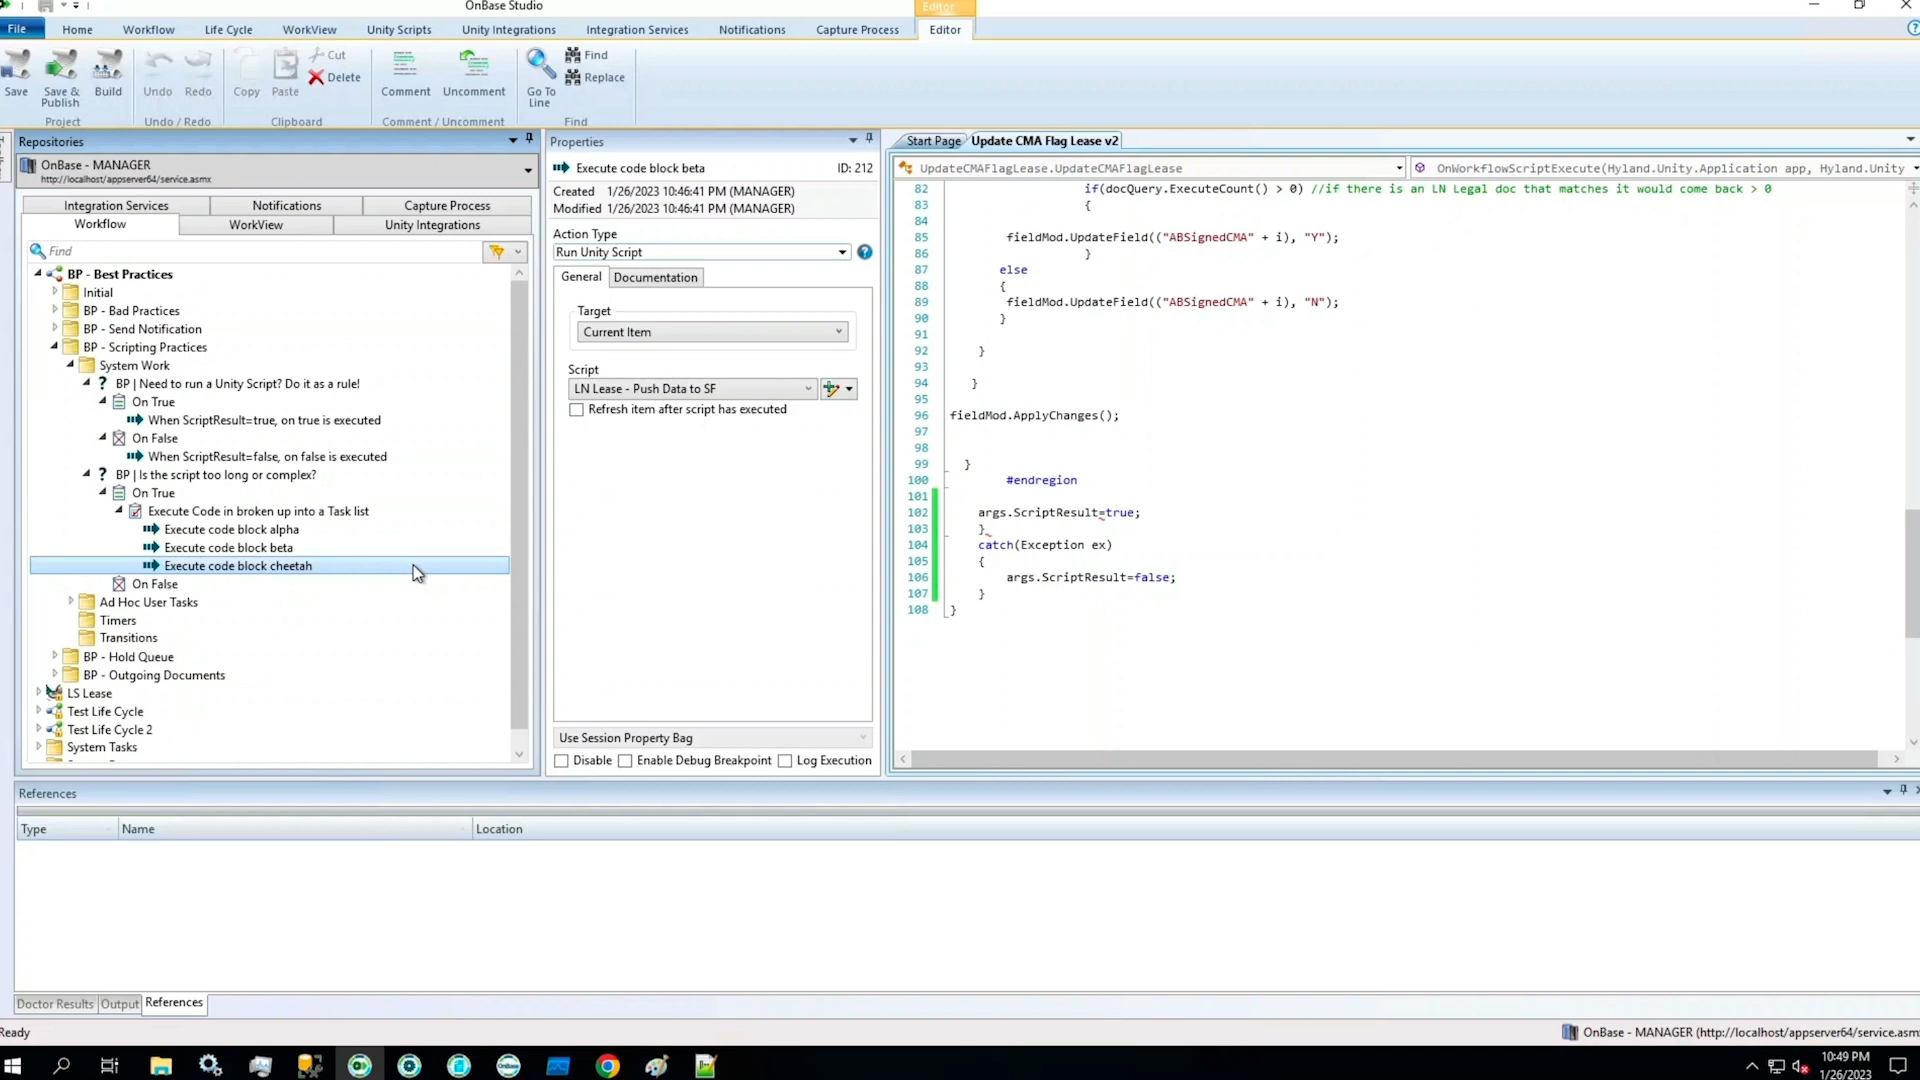 OnBase Studio
Editor
File
Home
Workflow
Life Cycle
WorkView
Unity Scripts
Unity Integrations
Integration Services
Notifications
Capture Process
Editor
Save
Save & Publish
Build
Undo
Redo
Copy
Paste
Cut
Delete
Comment
Uncomment
Go To Line
Find
Replace
Project
Undo / Redo
Clipboard
Comment / Uncomment
Find
Repositories
OnBase - MANAGER
http://localhost/appserver64/service.asmx
Integration Services
Notifications
Capture Process
Workflow
WorkView
Unity Integrations
Find
BP - Best Practices
Initial
BP - Bad Practices
BP - Send Notification
BP - Scripting Practices
System Work
BP | Need to run a Unity Script? Do it as a rule!
On True
When ScriptResult=true, on true is executed
On False
When ScriptResult=false, on false is executed
BP | Is the script too long or complex?
On True
Execute Code in broken up into a Task list
Execute code block alpha
Execute code block beta
Execute code block cheetah
On False
Ad Hoc User Tasks
Timers
Transitions
BP - Hold Queue
BP - Outgoing Documents
LS Lease
Test Life Cycle
Test Life Cycle 2
System Tasks
Properties
Execute code block beta ID: 212
Created 1/26/2023 10:46:41 PM (MANAGER)
Modified 1/26/2023 10:46:41 PM (MANAGER)
Action Type
Run Unity Script
General
Documentation
Target
Current Item
Script
LN Lease - Push Data to SF
Refresh item after script has executed
Use Session Property Bag
Disable
Enable Debug Breakpoint
Log Execution
Start Page
Update CMA Flag Lease v2
UpdateCMAFlagLease.UpdateCMAFlagLease
OnWorkflowScriptExecute(Hyland.Unity.Application app, Hyland.Unity
82 if(docQuery.ExecuteCount() > 0) //if there is an LN Legal doc that matches it would come back > 0
83 {
84
85 fieldMod.UpdateField(("ABSignedCMA" + i), "Y");
86 }
87 else
88 {
89 fieldMod.UpdateField(("ABSignedCMA" + i), "N");
90 }
91
92 }
93
94 }
95
96 fieldMod.ApplyChanges();
97
98
99 }
100 #endregion
101
102 args.ScriptResult=true;
103 }
104 catch(Exception ex)
105 {
106 args.ScriptResult=false;
107 }
108 }
References
Type
Name
Location
Doctor Results
Output
References
Ready
OnBase - MANAGER (http://localhost/appserver64/service.asm
10:49 PM
1/26/2023